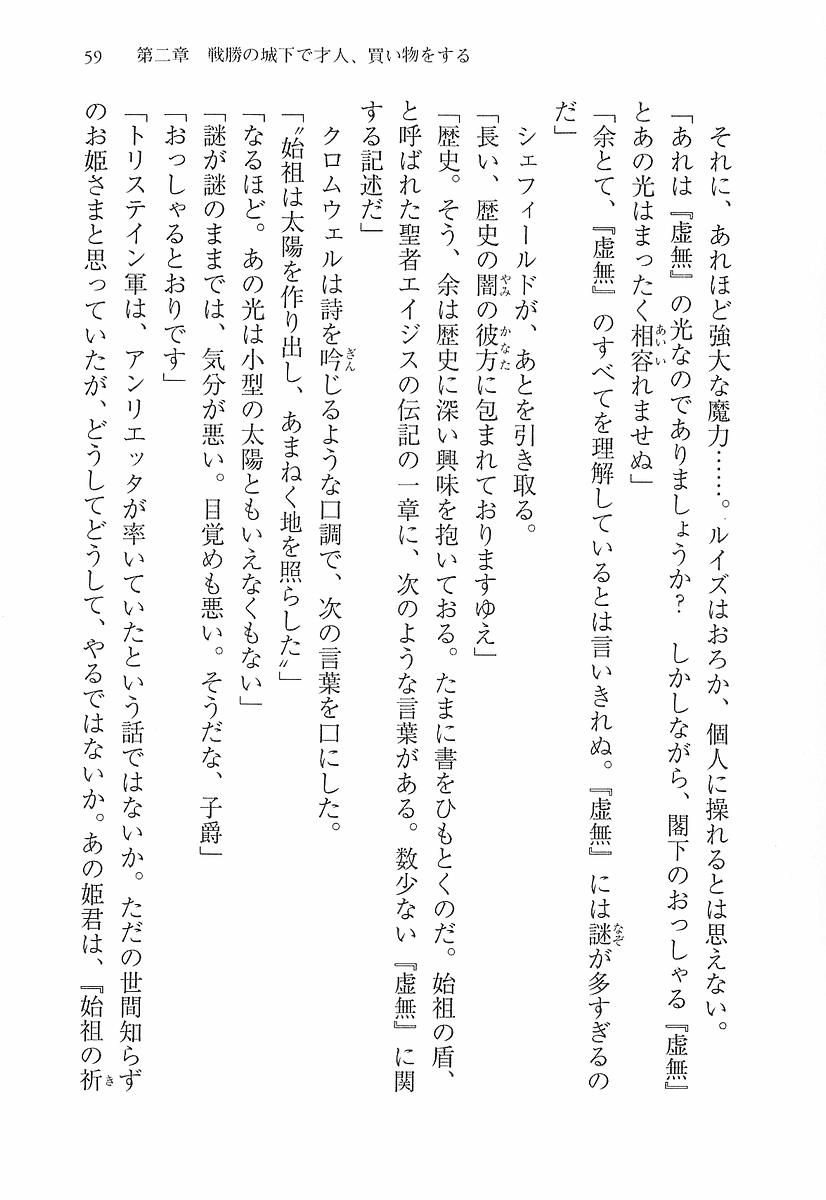 59　第二章　戦勝の城下で才人、買い物をする
それに、あれほど強大な魔力……。ルイズはおろか、個人に操れるとは思えない。
「あれは『虚無』の光なのでありましょうか？　しかしながら、閣下のおっしゃる『虚無』
とあの光はまったく相容れませぬ」
「余とて、『虚無』のすべてを理解しているとは言いきれぬ。『虚無』には謎が多すぎるの
だ」
シェフィールドが、あとを引き取る。
「長い、歴史の闇の彼方に包まれておりますゆえ」
「歴史。そう、余は歴史に深い興味を抱いておる。たまに書をひもとくのだ。始祖の盾、
と呼ばれた聖者エイジスの伝記の一章に、次のような言葉がある。数少ない『虚無』に関
する記述だ」
クロムウェルは詩を吟じるような口調で、次の言葉を口にした。
「〝始祖は太陽を作り出し、あまねく地を照らした〟」
「なるほど。あの光は小型の太陽ともいえなくもない」
「謎が謎のままでは、気分が悪い。目覚めも悪い。そうだな、子爵」
「おっしゃるとおりです」
「トリステイン軍は、アンリエッタが率いていたという話ではないか。ただの世間知らず
のお姫さまと思っていたが、どうしてどうして、やるではないか。あの姫君は、『始祖の祈